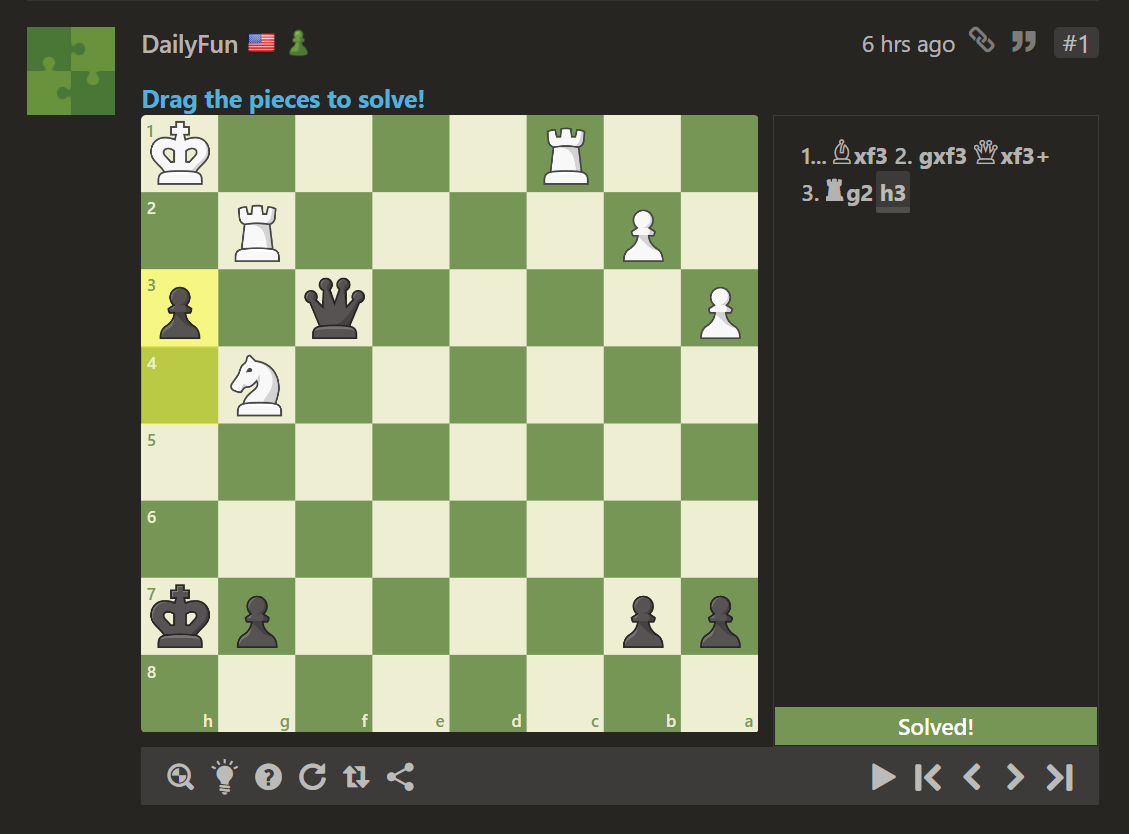 DailyFun
6 hrs ago
#1
Drag the pieces to solve!
1... ♗xf3 2. gxf3 ♕xf3+
3. ♜g2 h3
1
2
3
4
5
6
7
8
h g f e d c b a
Solved!